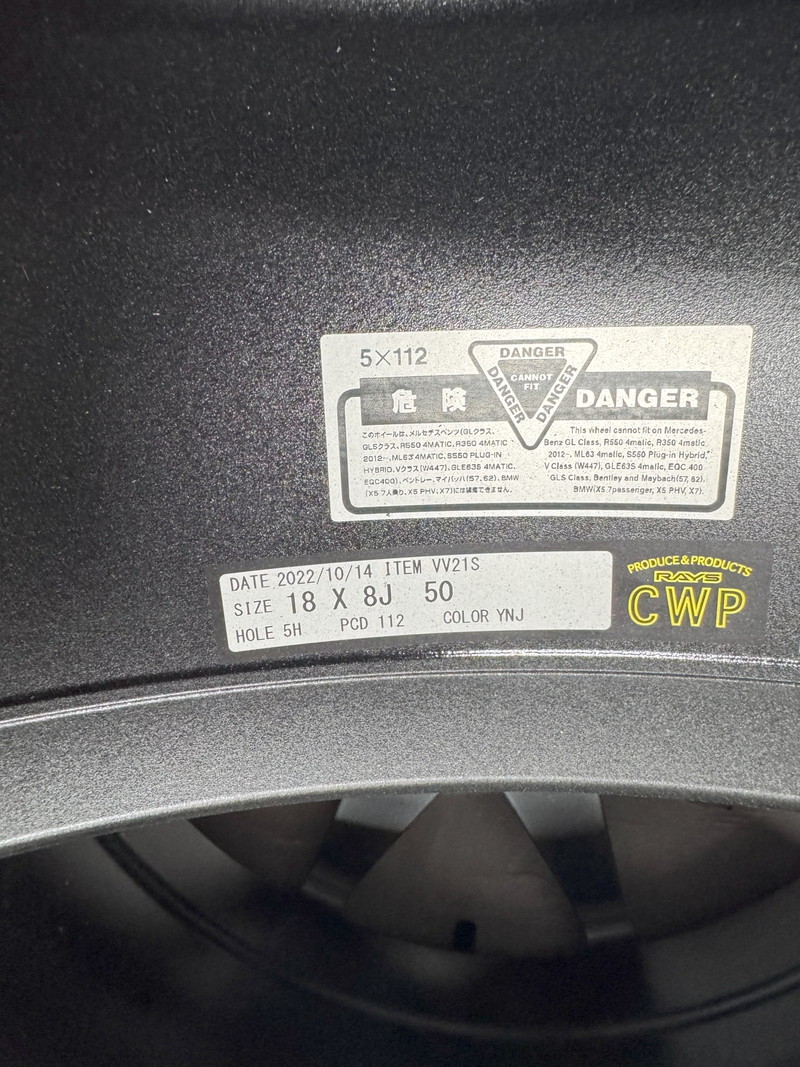 5×112
DANGER
DANGER
DANGER
CANNOT
FIT
危険
DANGER
このホイールは、メルセデスベンツ(GLクラス、
GLSクラス、R550 4MATIC、R350 4MATIC
2012~、ML63 4MATIC、S550 PLUG-IN
HYBRID、Vクラス(W447)、GLE63S 4MATIC、
EQC400)、ベントレー、マイバッハ(57、62)、BMW
(X5 7人乗り、X5 PHV、X7)には装着できません。
This wheel cannot fit on Mercedes-
Benz GL Class, R550 4matic, R350 4matic
2012~, ML63 4matic, S550 Plug-in Hybrid,
V Class (W447), GLE63S 4matic, EQC 400
GLS Class, Bentley and Maybach(57, 62),
BMW(X5 7passenger, X5 PHV, X7).
DATE 2022/10/14 ITEM VV21S
SIZE 18 X 8J 50
HOLE 5H PCD 112 COLOR YNJ
PRODUCE & PRODUCTS
RAYS
CWP